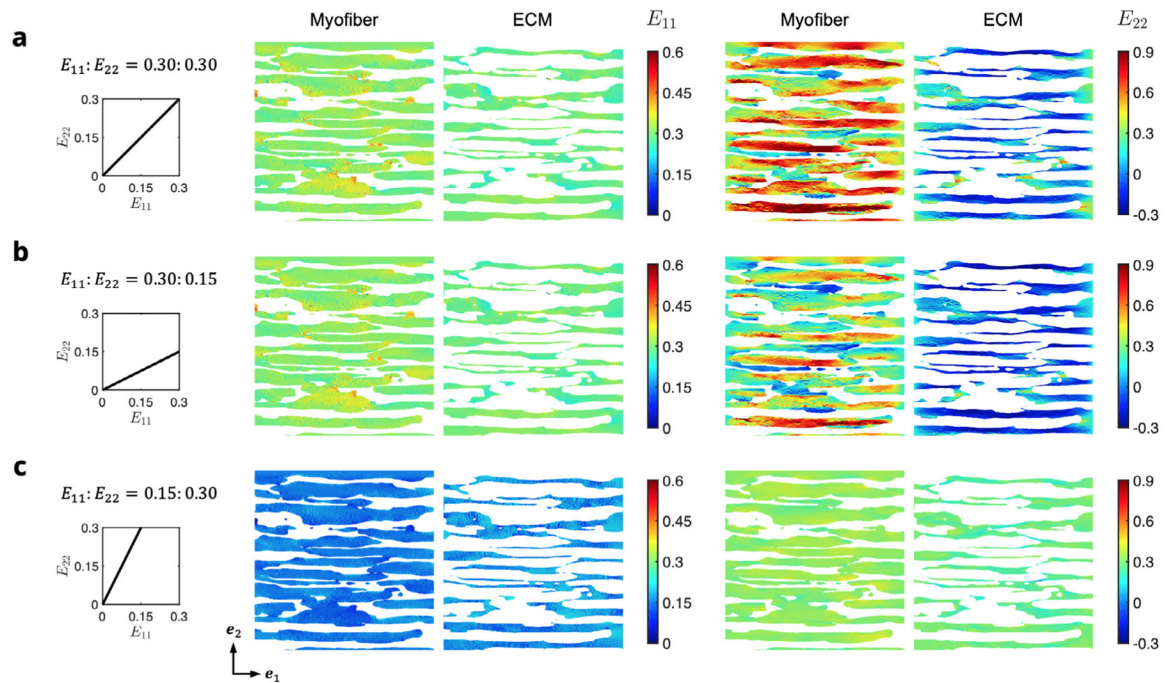 Myofiber ECM E₁₁ Myofiber ECM E₂₂
a
E₁₁: E₂₂ = 0.30: 0.30
0.3
0.15
0
E₂₂
0 0.15 0.3
E₁₁
0.6
0.45
0.3
0.15
0
0.9
0.6
0.3
0
-0.3
b
E₁₁: E₂₂ = 0.30: 0.15
0.3
0.15
0
E₂₂
0 0.15 0.3
E₁₁
0.6
0.45
0.3
0.15
0
0.9
0.6
0.3
0
-0.3
c
E₁₁: E₂₂ = 0.15: 0.30
0.3
0.15
0
E₂₂
0 0.15 0.3
E₁₁
0.6
0.45
0.3
0.15
0
0.9
0.6
0.3
0
-0.3
e₂
e₁